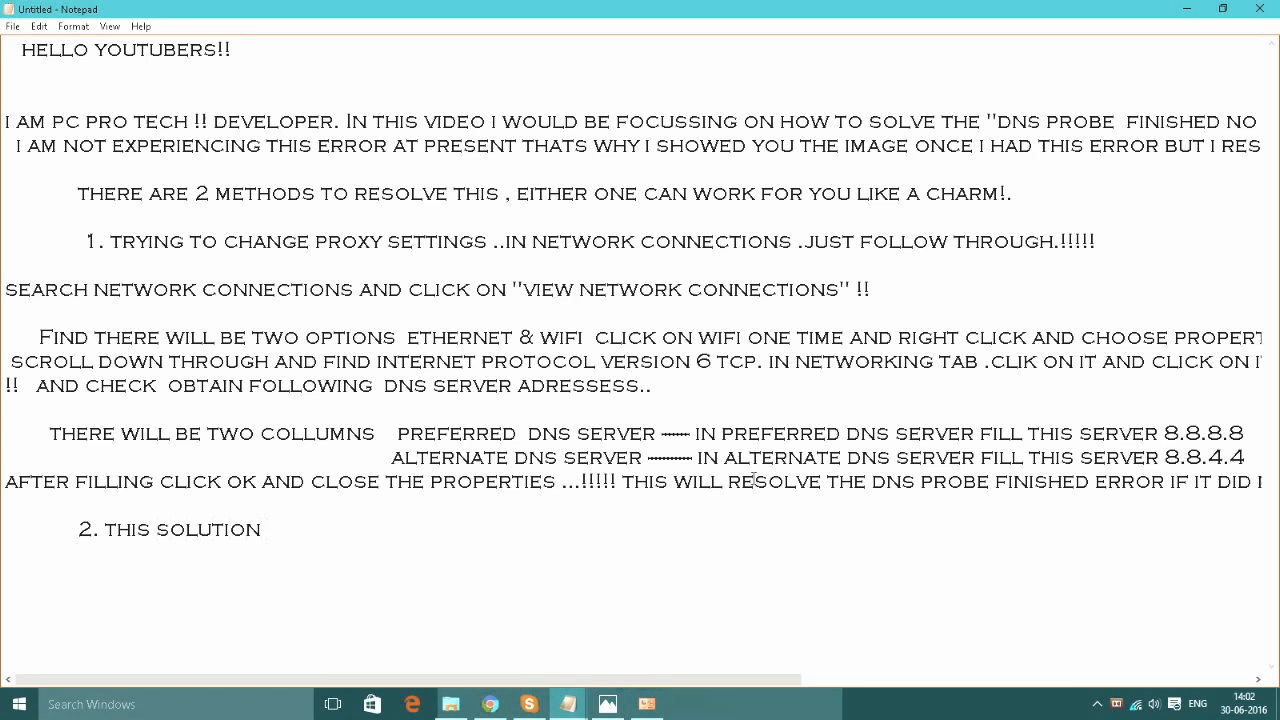 Untitled - Notepad
File Edit Format View Help
HELLO YOUTUBERS!!
I AM PC PRO TECH !! DEVELOPER. IN THIS VIDEO I WOULD BE FOCUSSING ON HOW TO SOLVE THE "DNS PROBE FINISHED NO
I AM NOT EXPERIENCING THIS ERROR AT PRESENT THATS WHY I SHOWED YOU THE IMAGE ONCE I HAD THIS ERROR BUT I RES
THERE ARE 2 METHODS TO RESOLVE THIS , EITHER ONE CAN WORK FOR YOU LIKE A CHARM!.
1. TRYING TO CHANGE PROXY SETTINGS ..IN NETWORK CONNECTIONS .JUST FOLLOW THROUGH.!!!!!
SEARCH NETWORK CONNECTIONS AND CLICK ON "VIEW NETWORK CONNECTIONS" !!
FIND THERE WILL BE TWO OPTIONS ETHERNET & WIFI CLICK ON WIFI ONE TIME AND RIGHT CLICK AND CHOOSE PROPERT
SCROLL DOWN THROUGH AND FIND INTERNET PROTOCOL VERSION 6 TCP. IN NETWORKING TAB .CLIK ON IT AND CLICK ON IT
!! AND CHECK OBTAIN FOLLOWING DNS SERVER ADRESSESS..
THERE WILL BE TWO COLLUMNS PREFERRED DNS SERVER ------ IN PREFERRED DNS SERVER FILL THIS SERVER 8.8.8.8
ALTERNATE DNS SERVER --------- IN ALTERNATE DNS SERVER FILL THIS SERVER 8.8.4.4
AFTER FILLING CLICK OK AND CLOSE THE PROPERTIES ...!!!!! THIS WILL RESOLVE THE DNS PROBE FINISHED ERROR IF IT DID
2. THIS SOLUTION
Search Windows
ENG
14:02
30-06-2016